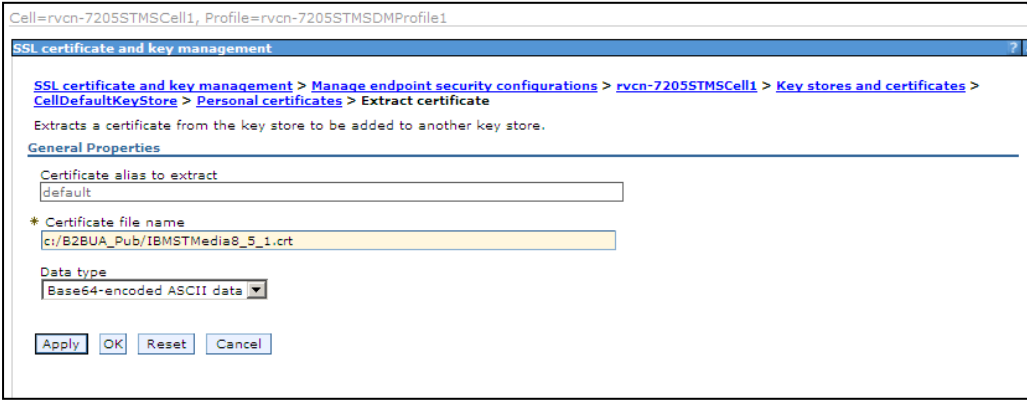 Cell=rvcn-7205STMSCell1, Profile=rvcn-7205STMSDMProfile1
SSL certificate and key management ?
SSL certificate and key management > Manage endpoint security configurations > rvcn-7205STMSCell1 > Key stores and certificates >
CellDefaultKeyStore > Personal certificates > Extract certificate
Extracts a certificate from the key store to be added to another key store.
General Properties
Certificate alias to extract
default
* Certificate file name
c:/B2BUA_Pub/IBMSTMedia8_5_1.crt
Data type
Base64-encoded ASCII data
Apply OK Reset Cancel